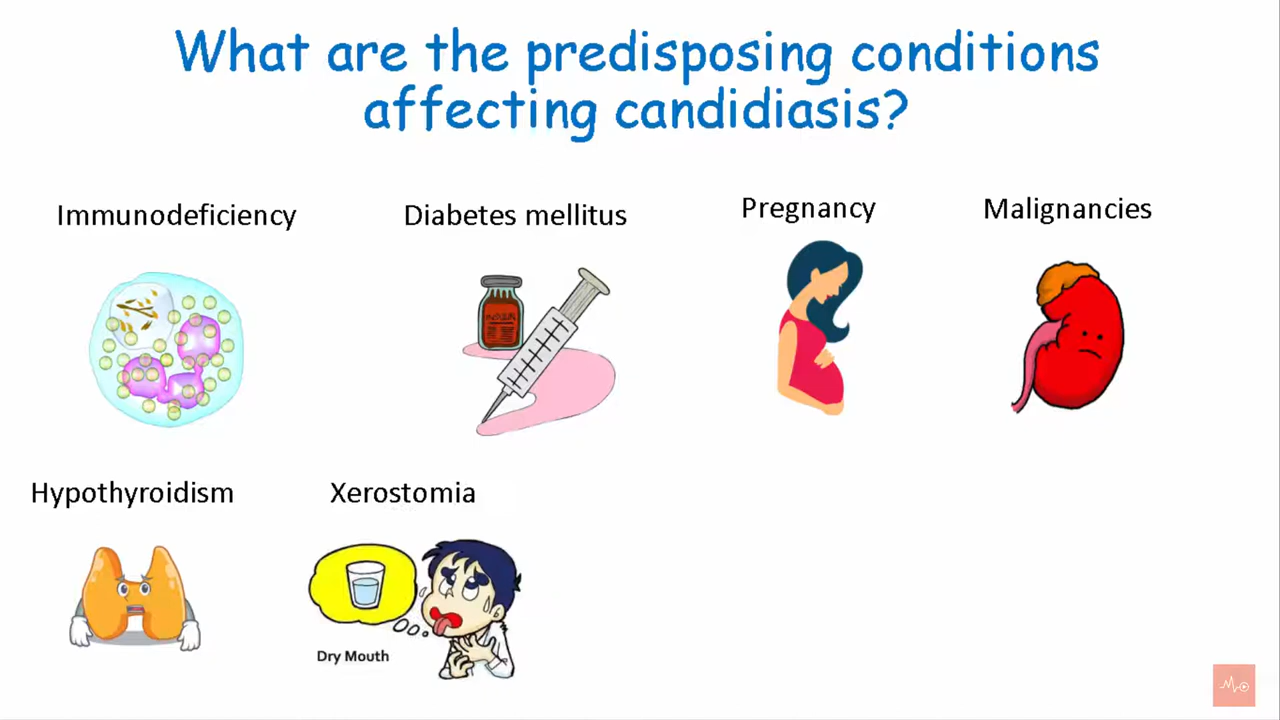 What are the predisposing conditions
affecting candidiasis?
Immunodeficiency
Diabetes mellitus
Pregnancy
Malignancies
Hypothyroidism
Xerostomia
Dry Mouth